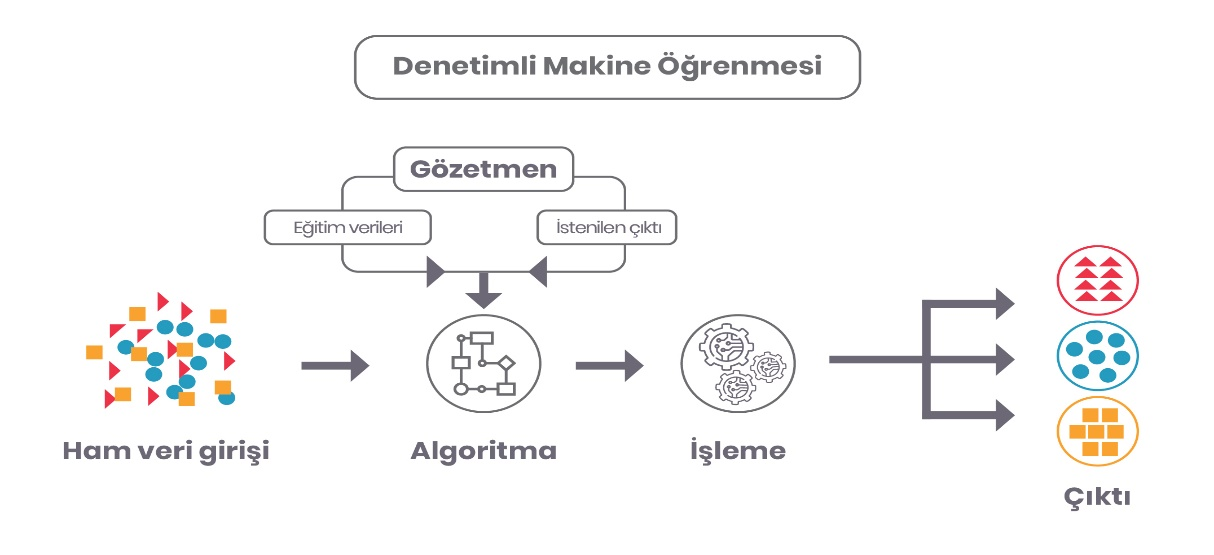 Denetimli Makine Öğrenmesi
Gözetmen
Eğitim verileri
İstenilen çıktı
Ham veri girişi
Algoritma
İşleme
Çıktı